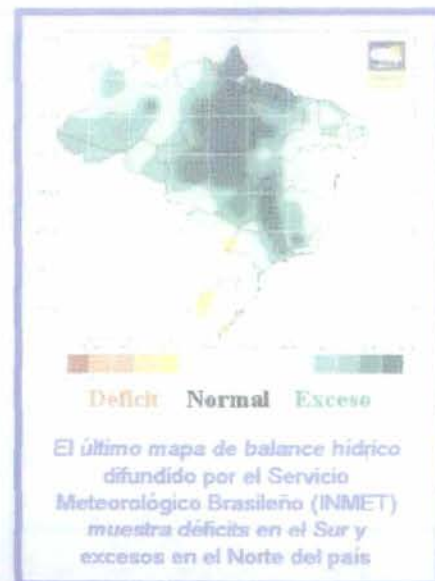 Deficit Normal Exceso
El último mapa de balance hídrico
difundido por el Servicio
Meteorológico Brasileño (INMET)
muestra déficits en el Sur y
excesos en el Norte del país